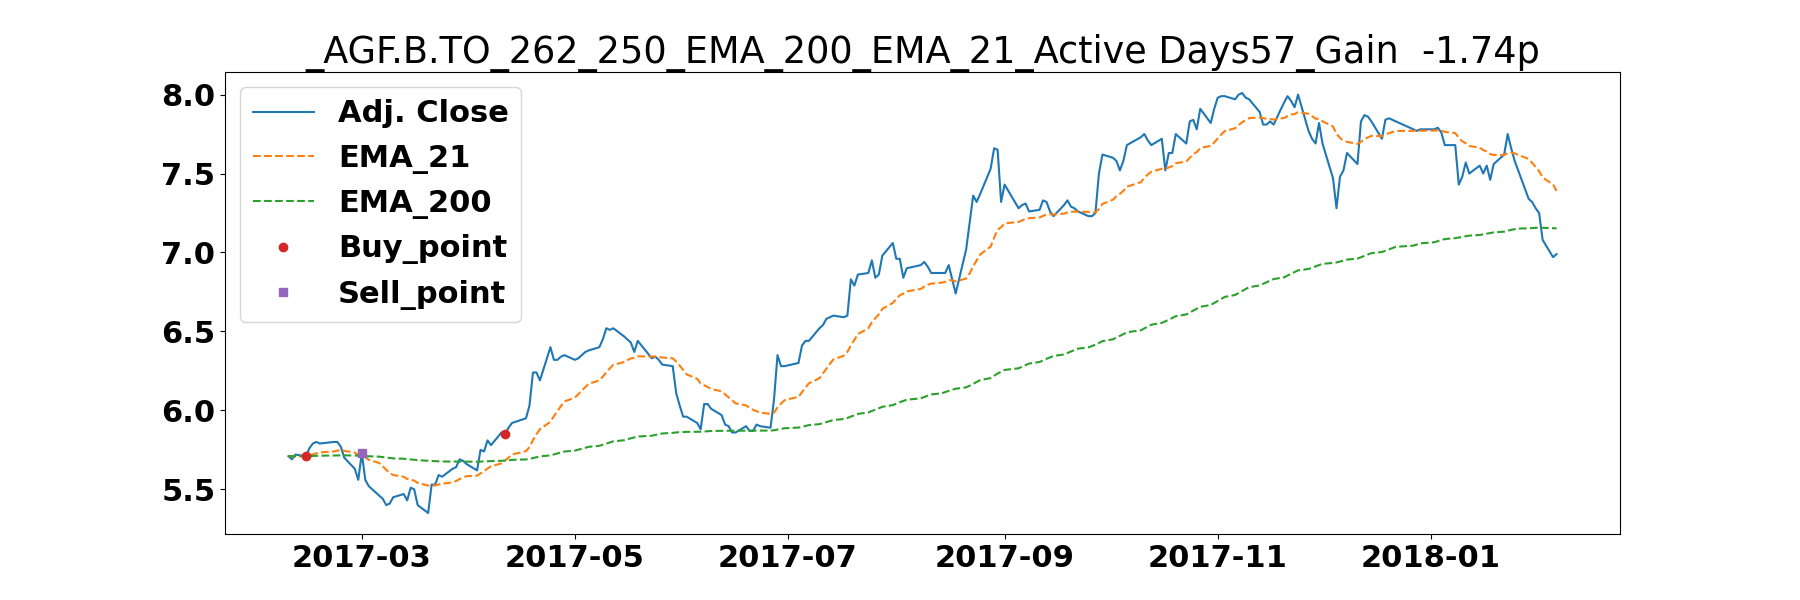 _AGF.B.TO_262_250_EMA_200_EMA_21_Active Days57_Gain  -1.74p
8.0
7.5
7.0
6.5
6.0
5.5
Adj. Close
EMA_21
EMA_200
Buy_point
Sell_point
2017-03 2017-05 2017-07 2017-09 2017-11 2018-01